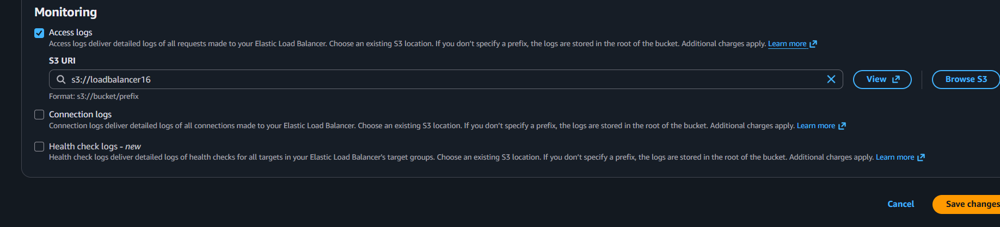 Monitoring
Access logs
Access logs deliver detailed logs of all requests made to your Elastic Load Balancer. Choose an existing S3 location. If you don’t specify a prefix, the logs are stored in the root of the bucket. Additional charges apply. Learn more
S3 URI
s3://loadbalancer16
View
Browse S3
Format: s3://bucket/prefix
Connection logs
Connection logs deliver detailed logs of all connections made to your Elastic Load Balancer. Choose an existing S3 location. If you don’t specify a prefix, the logs are stored in the root of the bucket. Additional charges apply. Learn more
Health check logs - new
Health check logs deliver detailed logs of health checks for all targets in your Elastic Load Balancer's target groups. Choose an existing S3 location. If you don’t specify a prefix, the logs are stored in the root of the bucket. Additional charges apply. Learn more
Cancel
Save changes